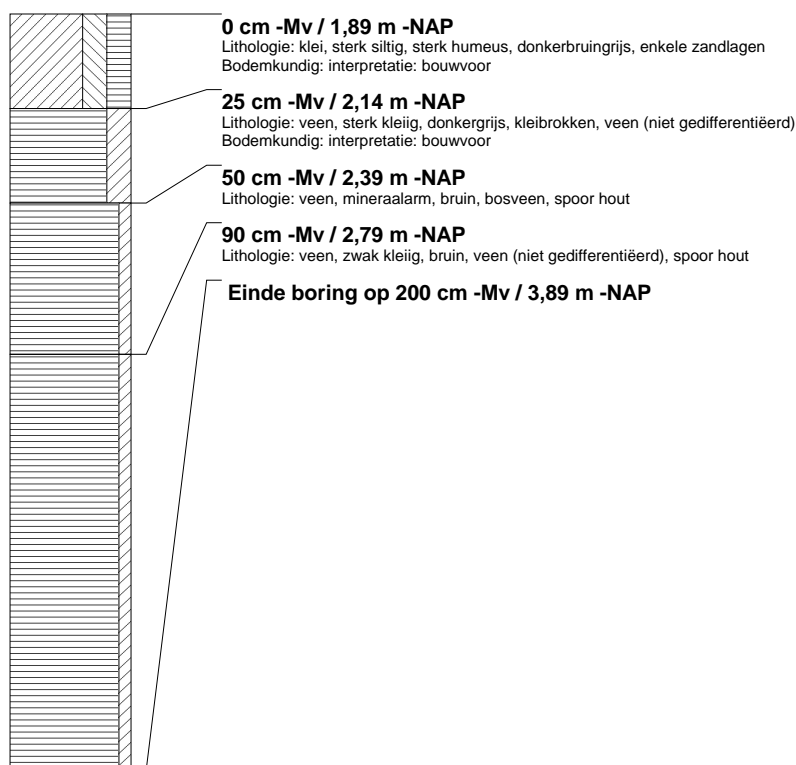 0 cm -Mv / 1,89 m -NAP
Lithologie: klei, sterk siltig, sterk humeus, donkerbruingrijs, enkele zandlagen
Bodemkundig: interpretatie: bouwvoor
25 cm -Mv / 2,14 m -NAP
Lithologie: veen, sterk kleiig, donkergrijs, kleibrokken, veen (niet gedifferentiëerd)
Bodemkundig: interpretatie: bouwvoor
50 cm -Mv / 2,39 m -NAP
Lithologie: veen, mineraalarm, bruin, bosveen, spoor hout
90 cm -Mv / 2,79 m -NAP
Lithologie: veen, zwak kleiig, bruin, veen (niet gedifferentiëerd), spoor hout
Einde boring op 200 cm -Mv / 3,89 m -NAP